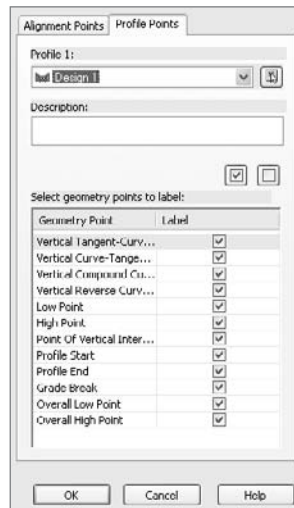 Alignment Points Profile Points
Profile 1:
Design 1
Description:
Select geometry points to label:
Geometry Point Label
Vertical Tangent-Curv...
Vertical Curve-Tange...
Vertical Compound Cu...
Vertical Reverse Curv...
Low Point
High Point
Point Of Vertical Inter...
Profile Start
Profile End
Grade Break
Overall Low Point
Overall High Point
OK Cancel Help